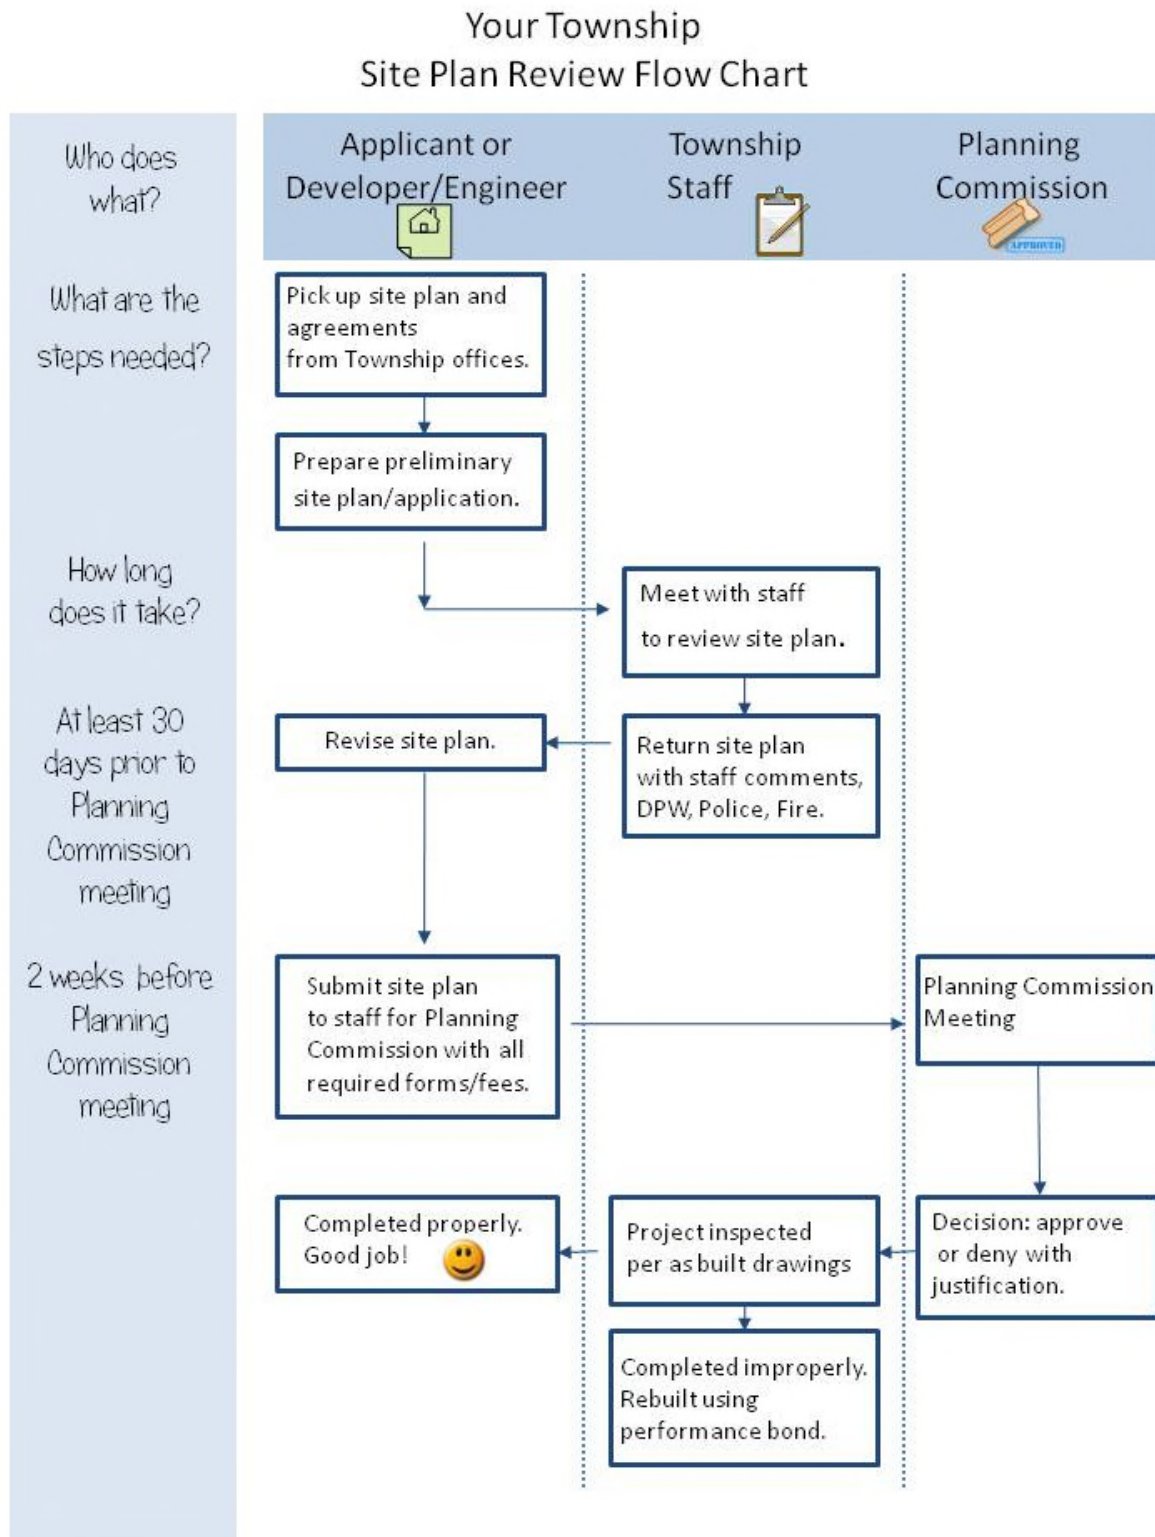 Your Township
Site Plan Review Flow Chart
Who does
what?
Applicant or
Developer/Engineer
Township
Staff
Planning
Commission
APPROVED
What are the
steps needed?
Pick up site plan and
agreements
from Township offices.
Prepare preliminary
site plan/application.
How long
does it take?
Meet with staff
to review site plan.
At least 30
days prior to
Planning
Commission
meeting
Revise site plan.
Return site plan
with staff comments,
DPW, Police, Fire.
2 weeks before
Planning
Commission
meeting
Submit site plan
to staff for Planning
Commission with all
required forms/fees.
Planning Commission
Meeting
Completed properly.
Good job!
Project inspected
per as built drawings
Decision: approve
or deny with
justification.
Completed improperly.
Rebuilt using
performance bond.